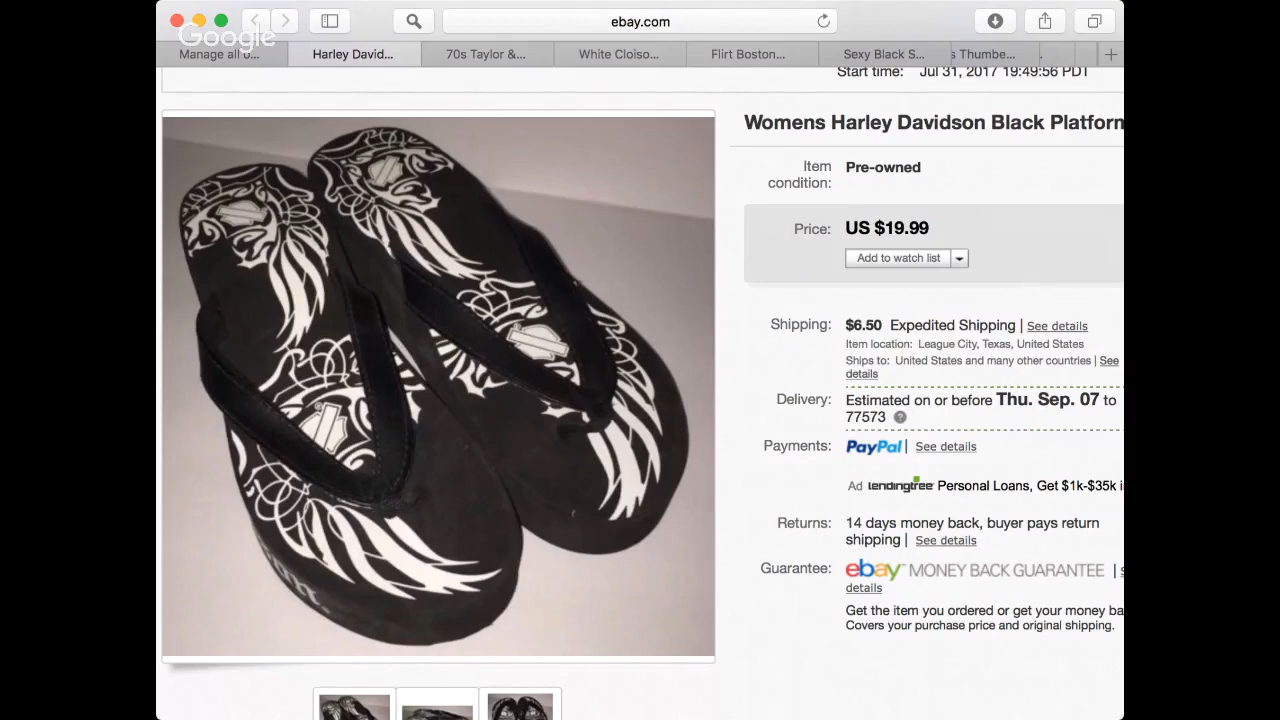 ebay.com
Google
Manage all o...
Harley David...
70s Taylor &...
White Cloiso...
Flirt Boston...
Sexy Black S...
s Thumbe...
Start time: Jul 31, 2017 19:49:56 PDT
Womens Harley Davidson Black Platform
Item condition: Pre-owned
Price: US $19.99
Add to watch list
Shipping: $6.50 Expedited Shipping | See details
Item location: League City, Texas, United States
Ships to: United States and many other countries | See
details
Delivery: Estimated on or before Thu. Sep. 07 to
77573 ?
Payments: PayPal | See details
Ad lendingtree Personal Loans, Get $1k-$35k i
Returns: 14 days money back, buyer pays return
shipping | See details
Guarantee: ebay MONEY BACK GUARANTEE | S
details
Get the item you ordered or get your money ba
Covers your purchase price and original shipping.